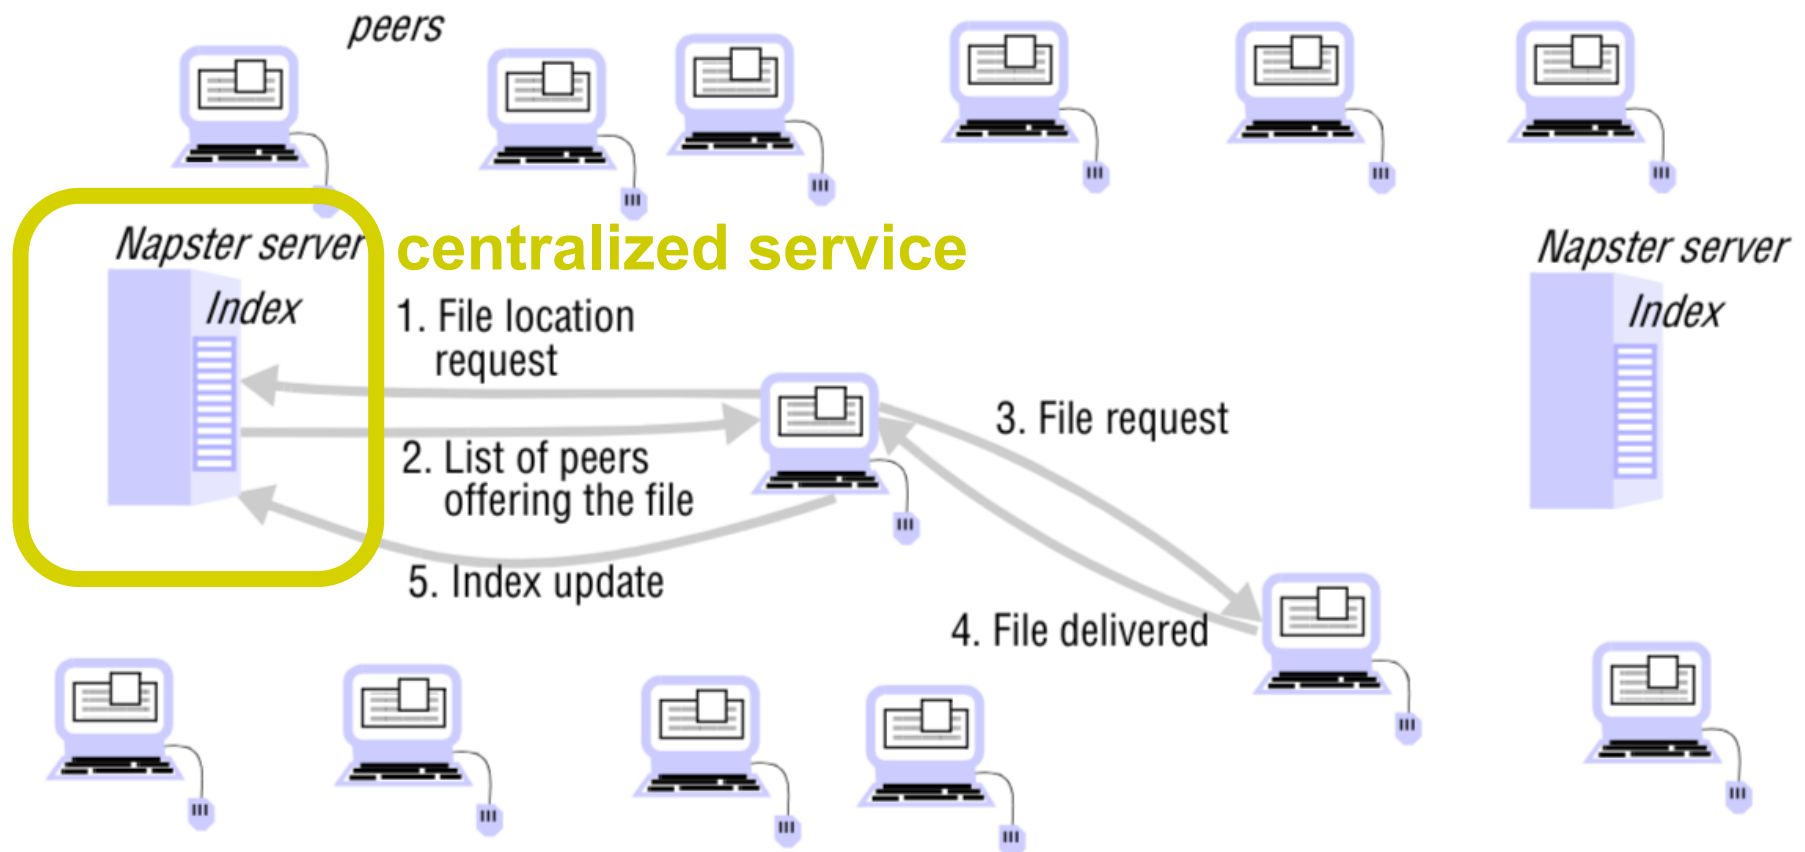 peers
Napster server
centralized service
Napster server
Index
1. File location
request
Index
3. File request
2. List of peers
offering the file
5. Index update
4. File delivered